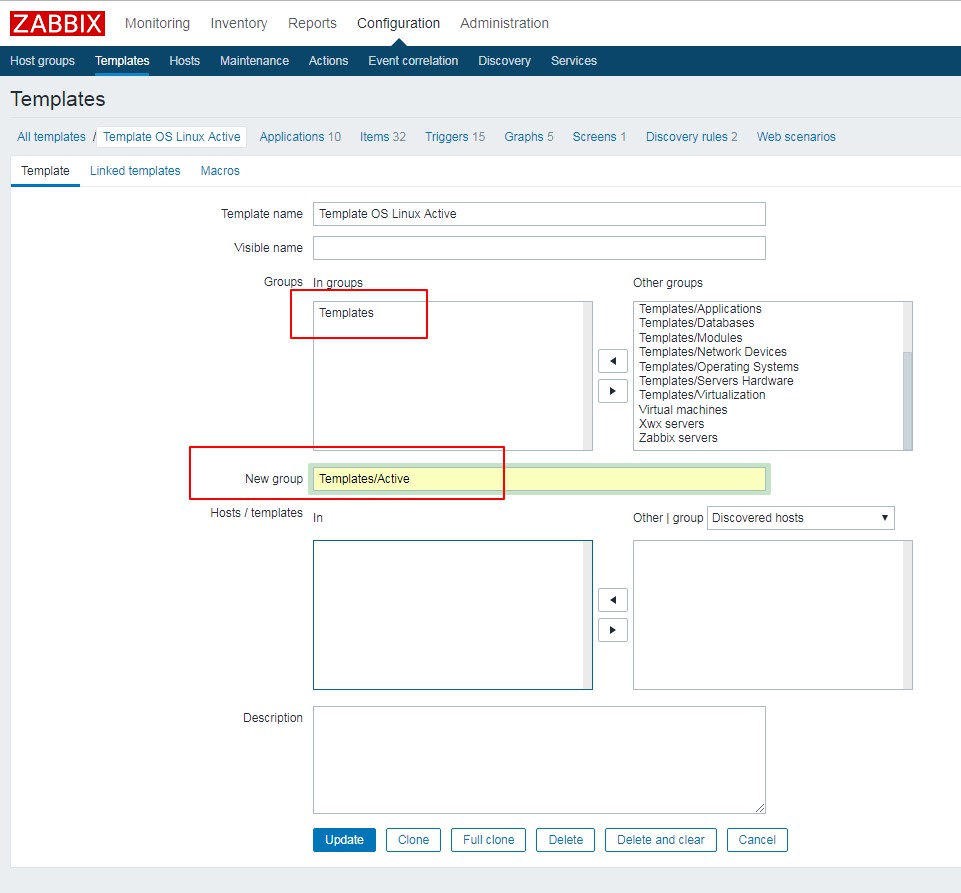 ZABBIX Monitoring Inventory Reports Configuration Administration
Host groups Templates Hosts Maintenance Actions Event correlation Discovery Services
Templates
All templates / Template OS Linux Active Applications 10 Items 32 Triggers 15 Graphs 5 Screens 1 Discovery rules 2 Web scenarios
Template Linked templates Macros
Template name Template OS Linux Active
Visible name
Groups In groups Other groups
Templates
Templates/Applications
Templates/Databases
Templates/Modules
Templates/Network Devices
Templates/Operating Systems
Templates/Servers Hardware
Templates/Virtualization
Virtual machines
Xwx servers
Zabbix servers
New group Templates/Active
Hosts / templates In Other | group Discovered hosts
Description
Update Clone Full clone Delete Delete and clear Cancel